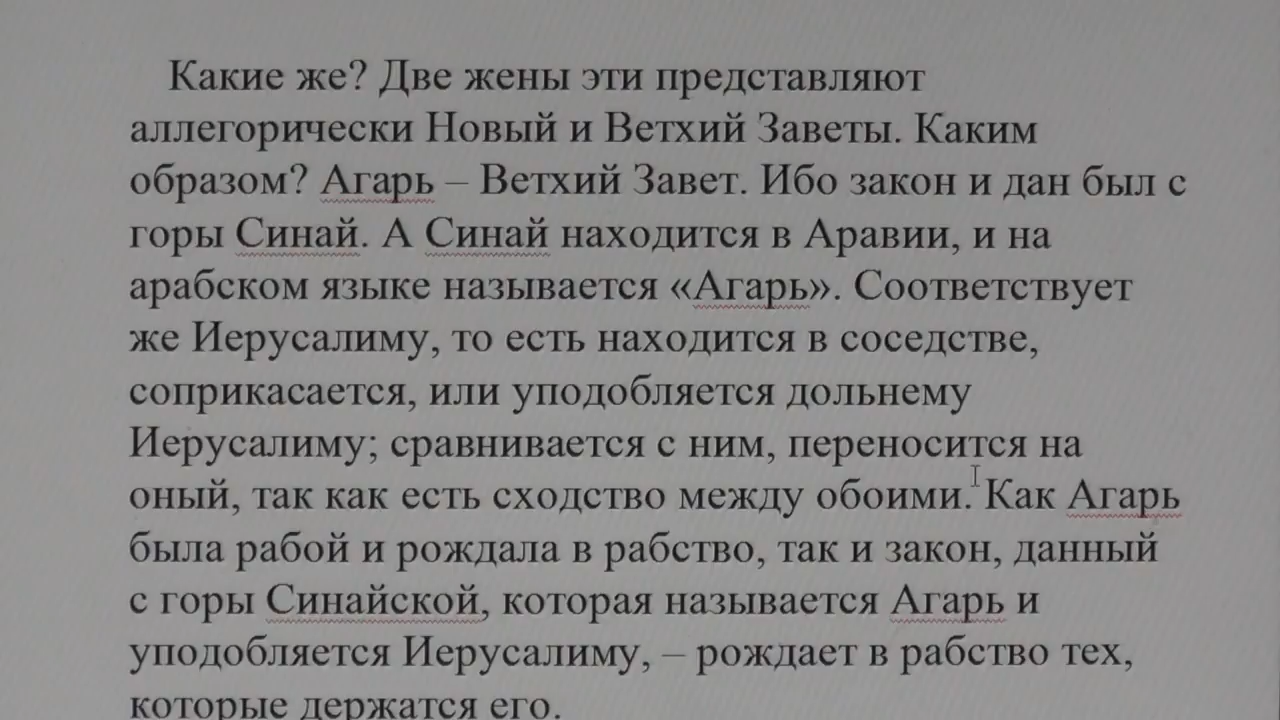 Какие же? Две жены эти представляют
аллегорически Новый и Ветхий Заветы. Каким
образом? Агарь – Ветхий Завет. Ибо закон и дан был с
горы Синай. А Синай находится в Аравии, и на
арабском языке называется «Агарь». Соответствует
же Иерусалиму, то есть находится в соседстве,
соприкасается, или уподобляется дольнему
Иерусалиму; сравнивается с ним, переносится на
оный, так как есть сходство между обоими. Как Агарь
была рабой и рождала в рабство, так и закон, данный
с горы Синайской, которая называется Агарь и
уподобляется Иерусалиму, – рождает в рабство тех,
которые держатся его.